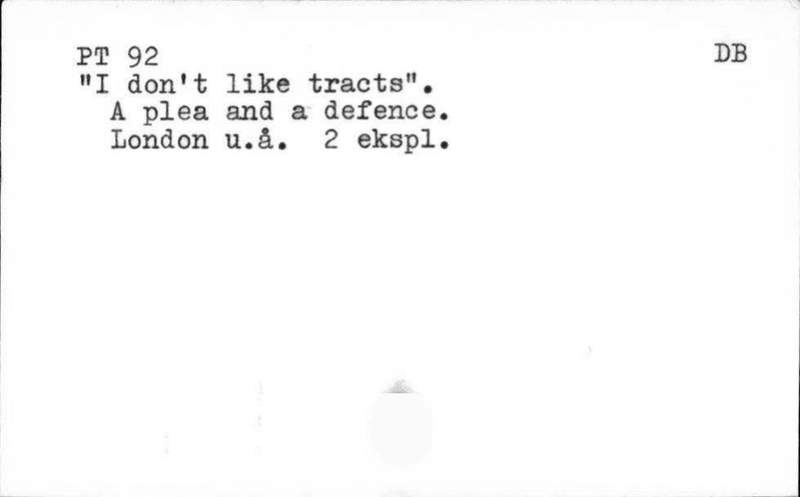 PT 92 DB
"I don't like tracts".
A plea and a defence.
London u.å. 2 ekspl.